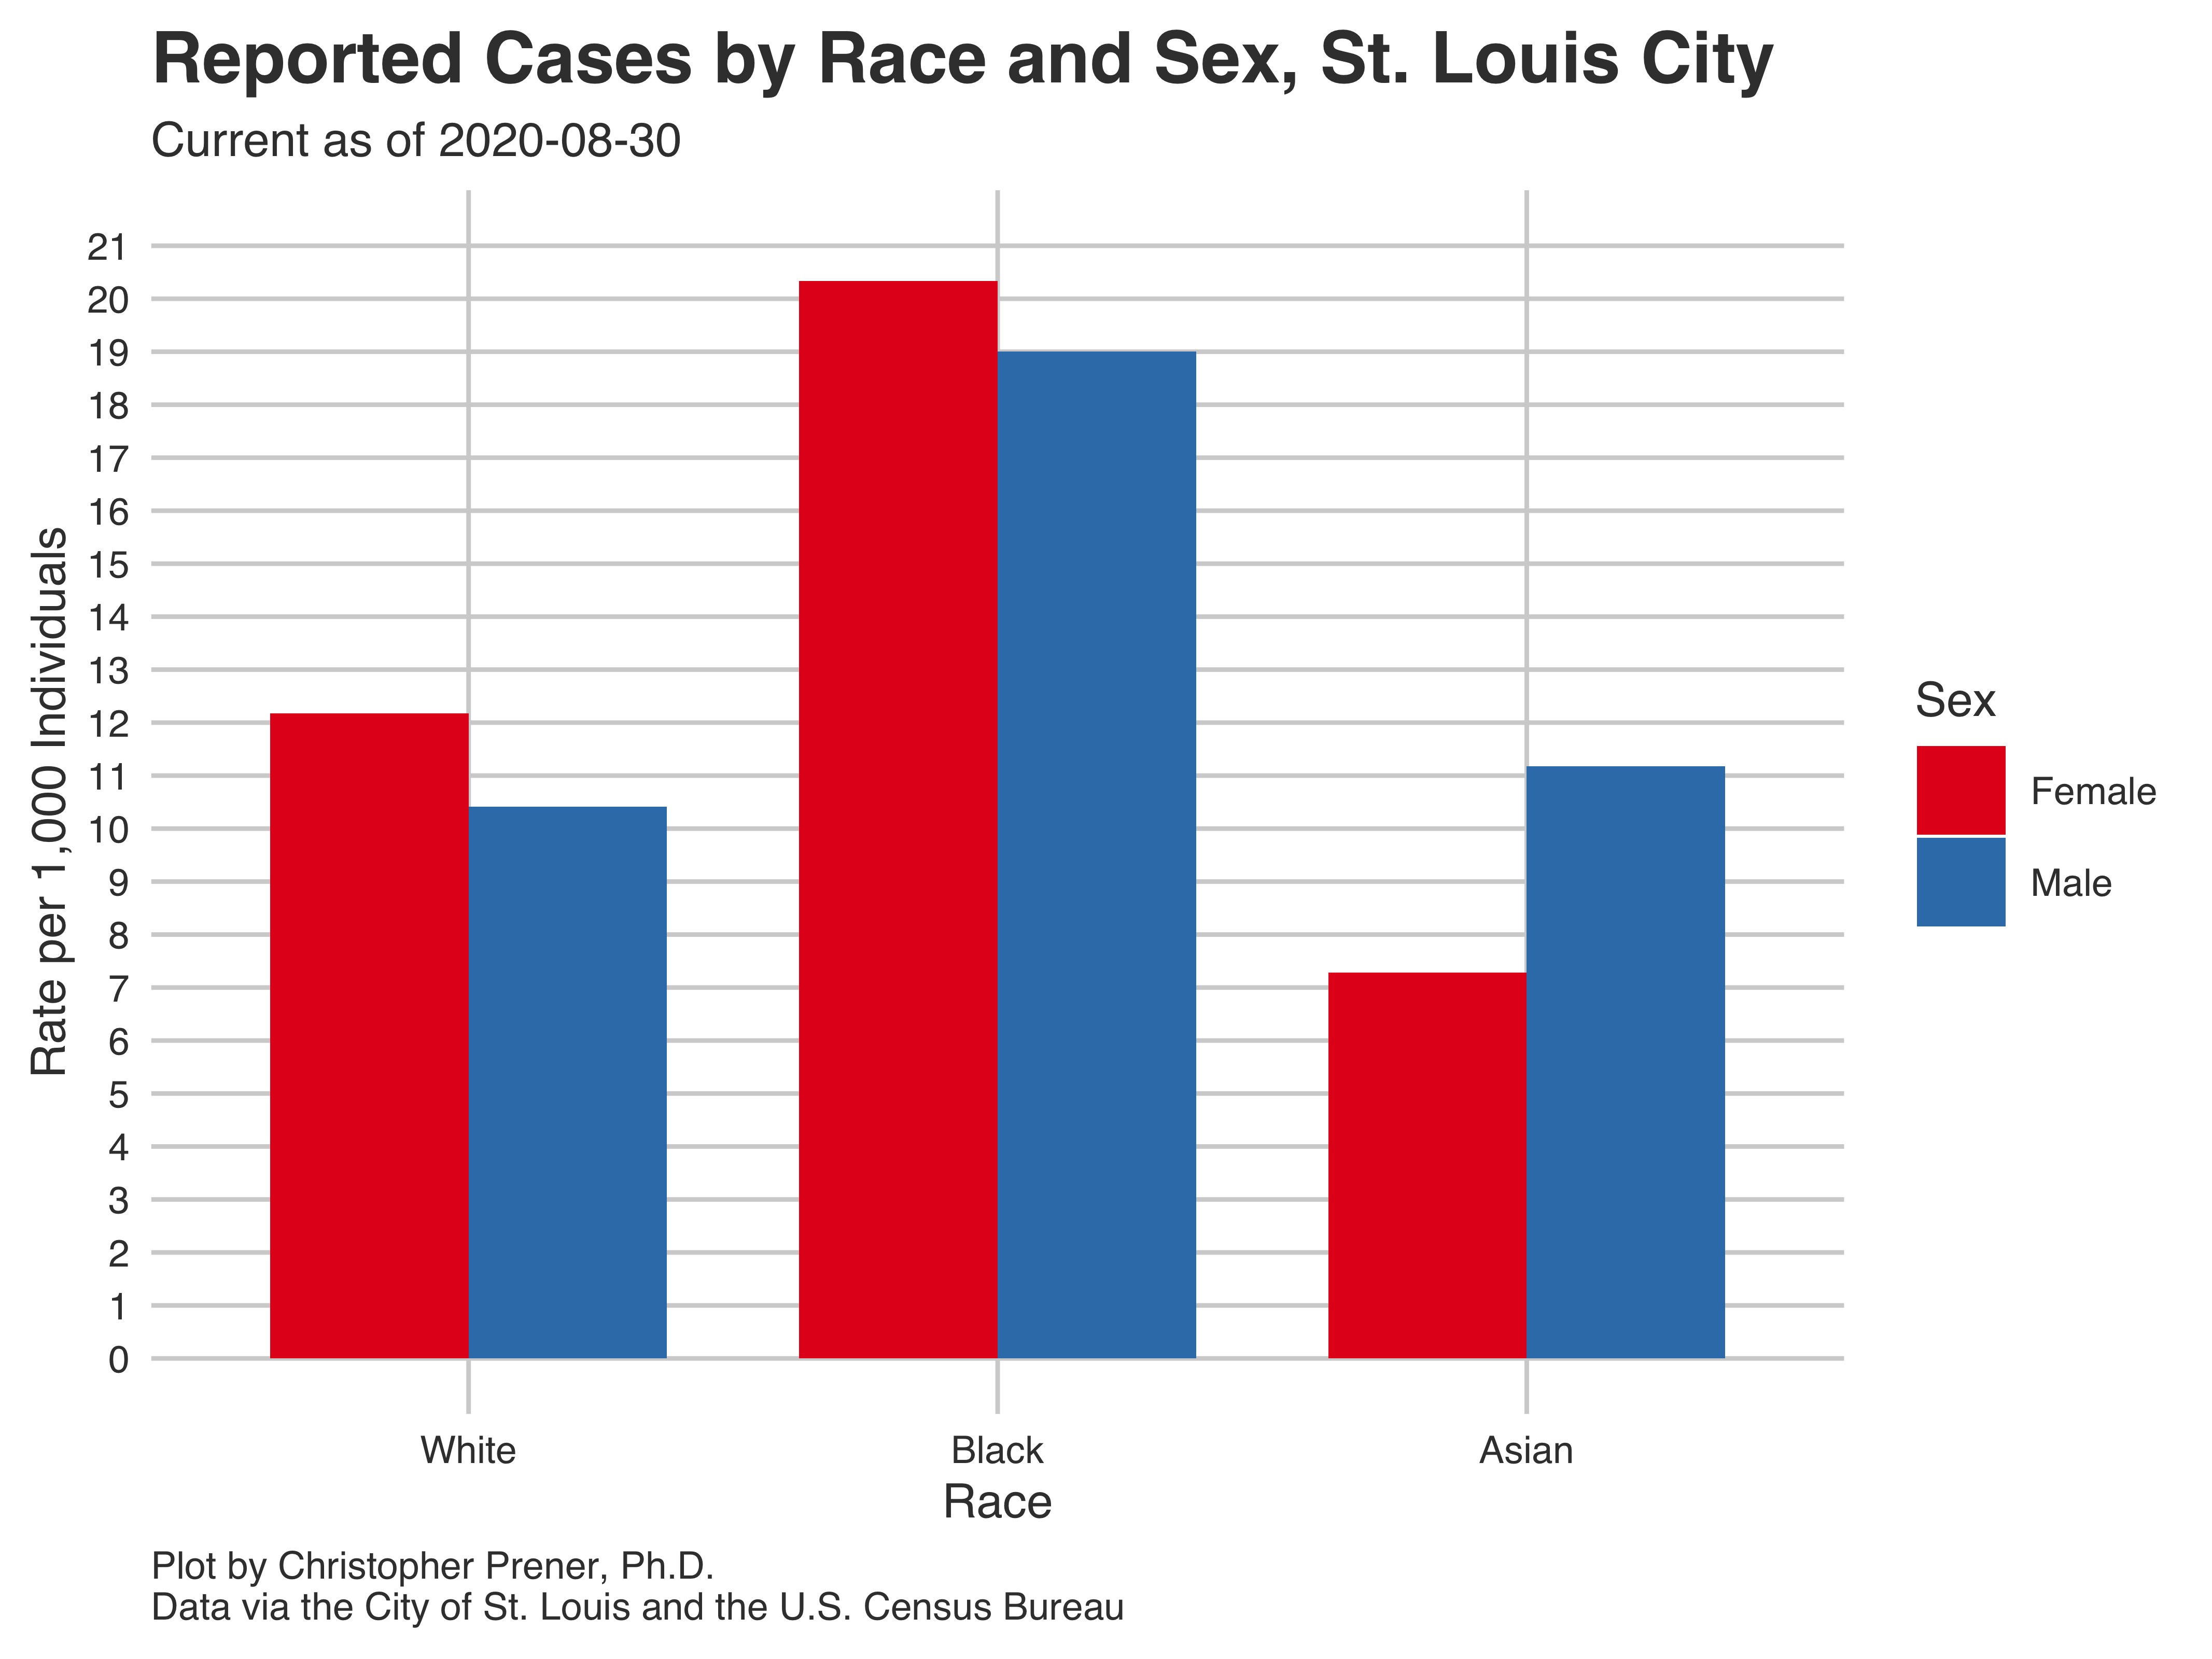 Reported Cases by Race and Sex, St. Louis City
Current as of 2020-08-30
Rate per 1,000 Individuals
21
20
19
18
17
16
15
14
13
12
11
10
9
8
7
6
5
4
3
2
1
0
White
Black
Asian
Race
Sex
Female
Male
Plot by Christopher Prener, Ph.D.
Data via the City of St. Louis and the U.S. Census Bureau